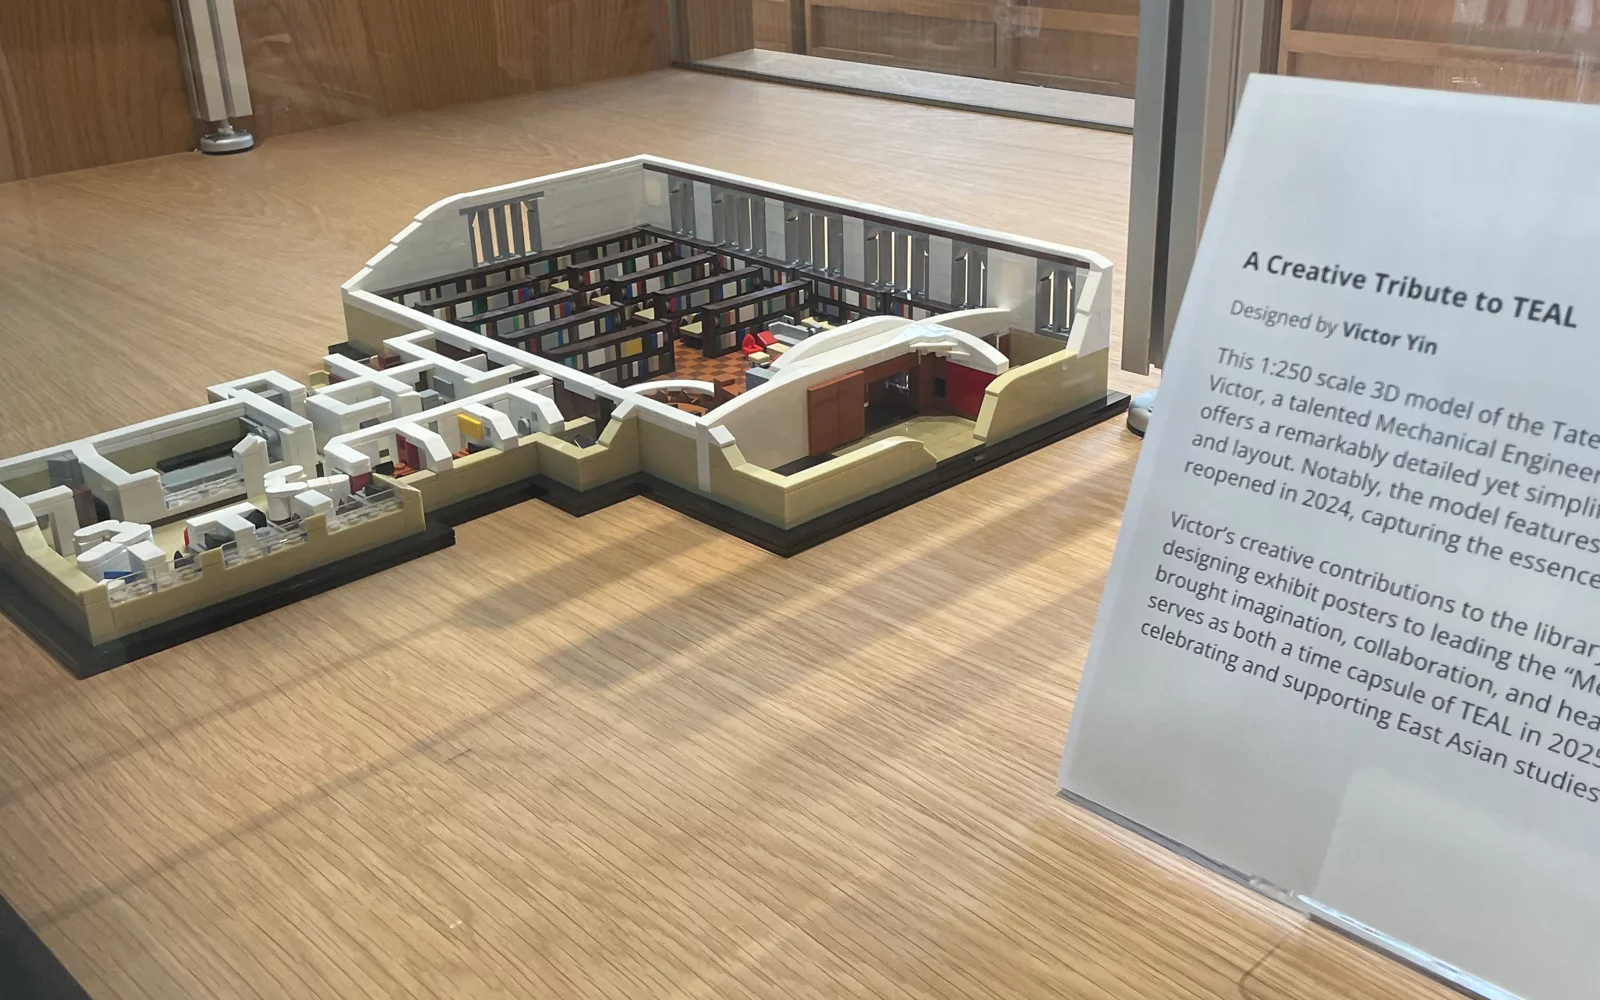 A Creative Tribute to TEAL
Designed by Victor Yin
This 1:250 scale 3D model of the Tate
Victor, a talented Mechanical Engineer
offers a remarkably detailed yet simplif
and layout. Notably, the model features
reopened in 2024, capturing the essence
Victor's creative contributions to the library
designing exhibit posters to leading the “Me
brought imagination, collaboration, and hea
serves as both a time capsule of TEAL in 2025
celebrating and supporting East Asian studies